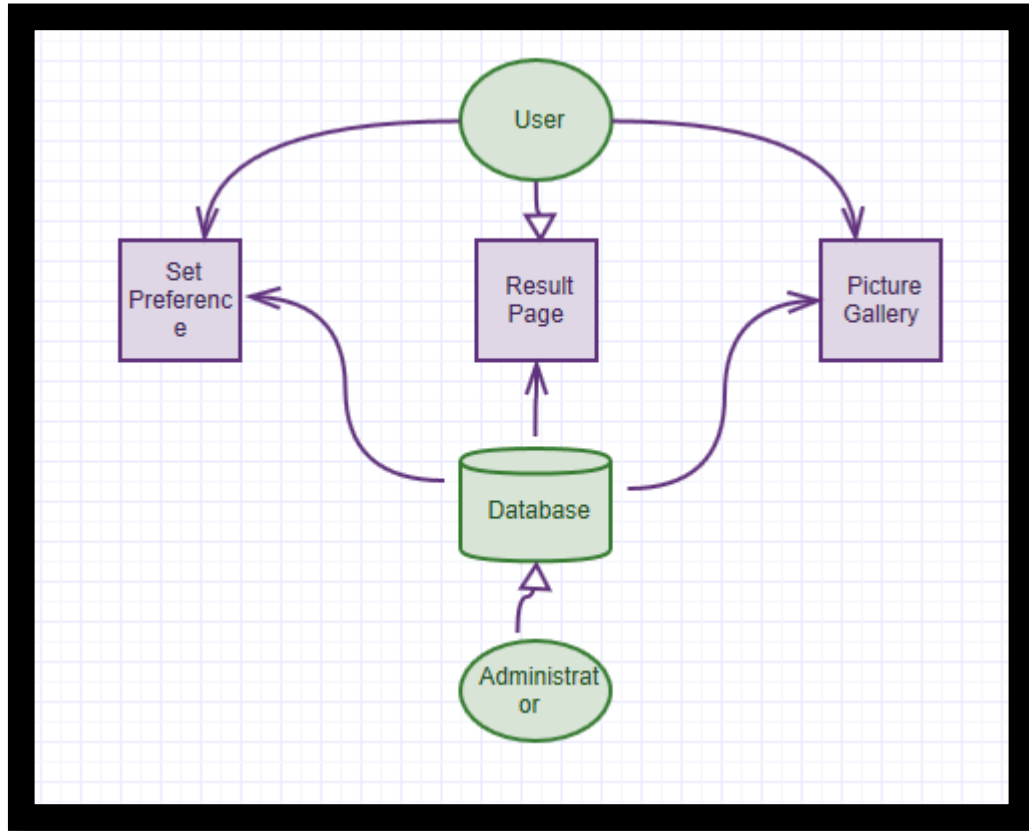 User
Set
Preferenc
e
Result
Page
Picture
Gallery
Database
Administrat
or